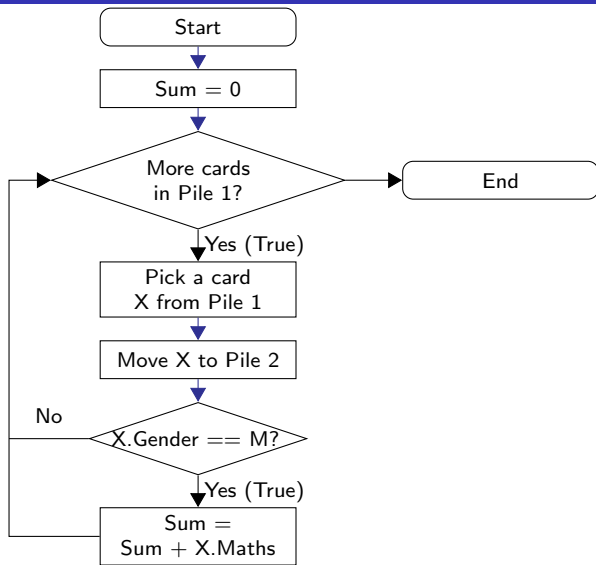 Start
Sum = 0
More cards
in Pile 1?
End
Yes (True)
Pick a card
X from Pile 1
Move X to Pile 2
No
X.Gender == M?
Yes (True)
Sum =
Sum + X.Maths